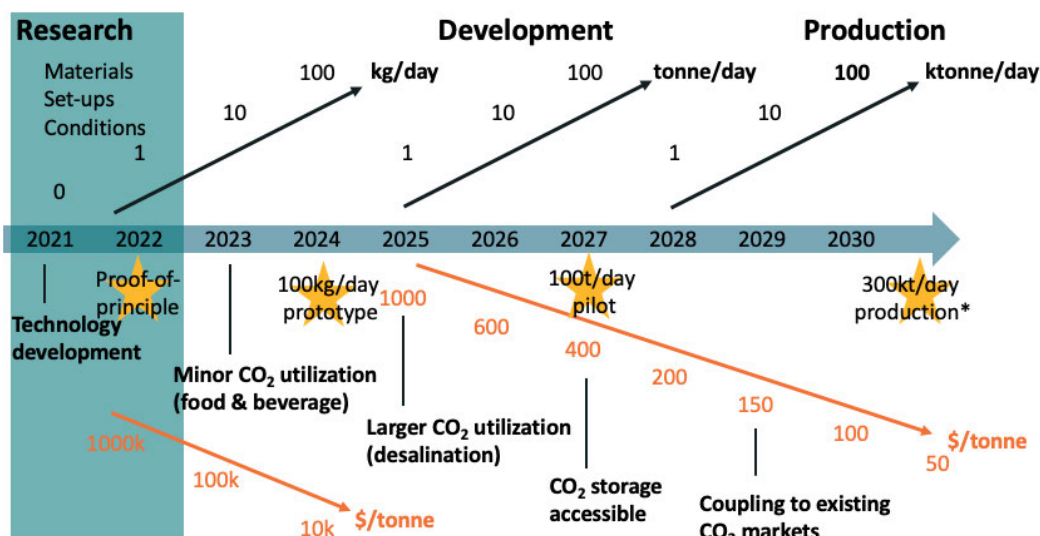 Research
Development
Production
Materials
Set-ups
Conditions
0
1
10
100
kg/day
1
10
100
tonne/day
1
10
100
ktonne/day
2021 2022 2023 2024 2025 2026 2027 2028 2029 2030
Proof-of-
principle
100kg/day
prototype
100t/day
pilot
300kt/day
production*
Technology
development
Minor CO₂ utilization
(food & beverage)
Larger CO₂ utilization
(desalination)
CO₂ storage
accessible
Coupling to existing
CO₂ markets
1000k
100k
10k
$/tonne
1000
600
400
200
150
100
50
$/tonne